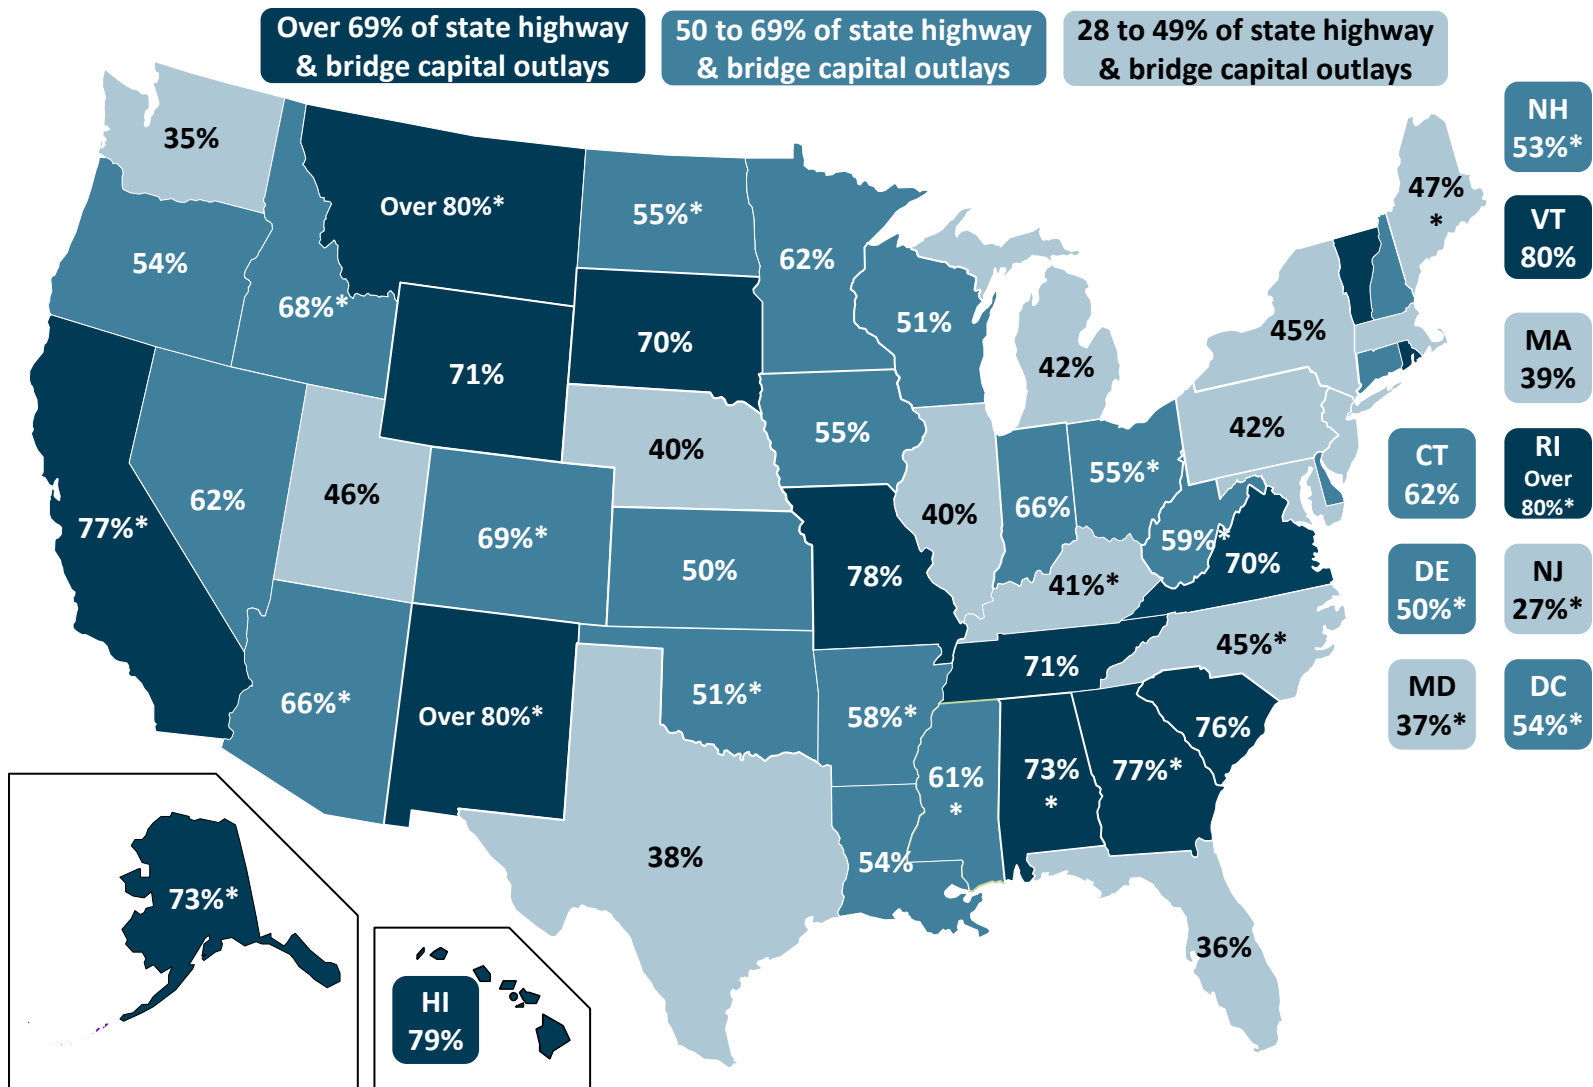 Over 69% of state highway
& bridge capital outlays
50 to 69% of state highway
& bridge capital outlays
28 to 49% of state highway
& bridge capital outlays
NH
53%*
35%
47%
*
Over 80%*
55%*
VT
80%
54%
62%
68%*
51%
45%
70%
MA
39%
71%
42%
40%
55%
42%
CT
62%
RI
Over
80%*
46%
62%
55%*
66%
40%
77%*
69%*
59%*
70%
50%
78%
41%*
DE
50%*
NJ
27%*
45%*
71%
66%*
51%*
58%*
Over 80%*
76%
MD
37%*
DC
54%*
61%
*
73%
*
77%*
38%
54%
73%*
36%
HI
79%